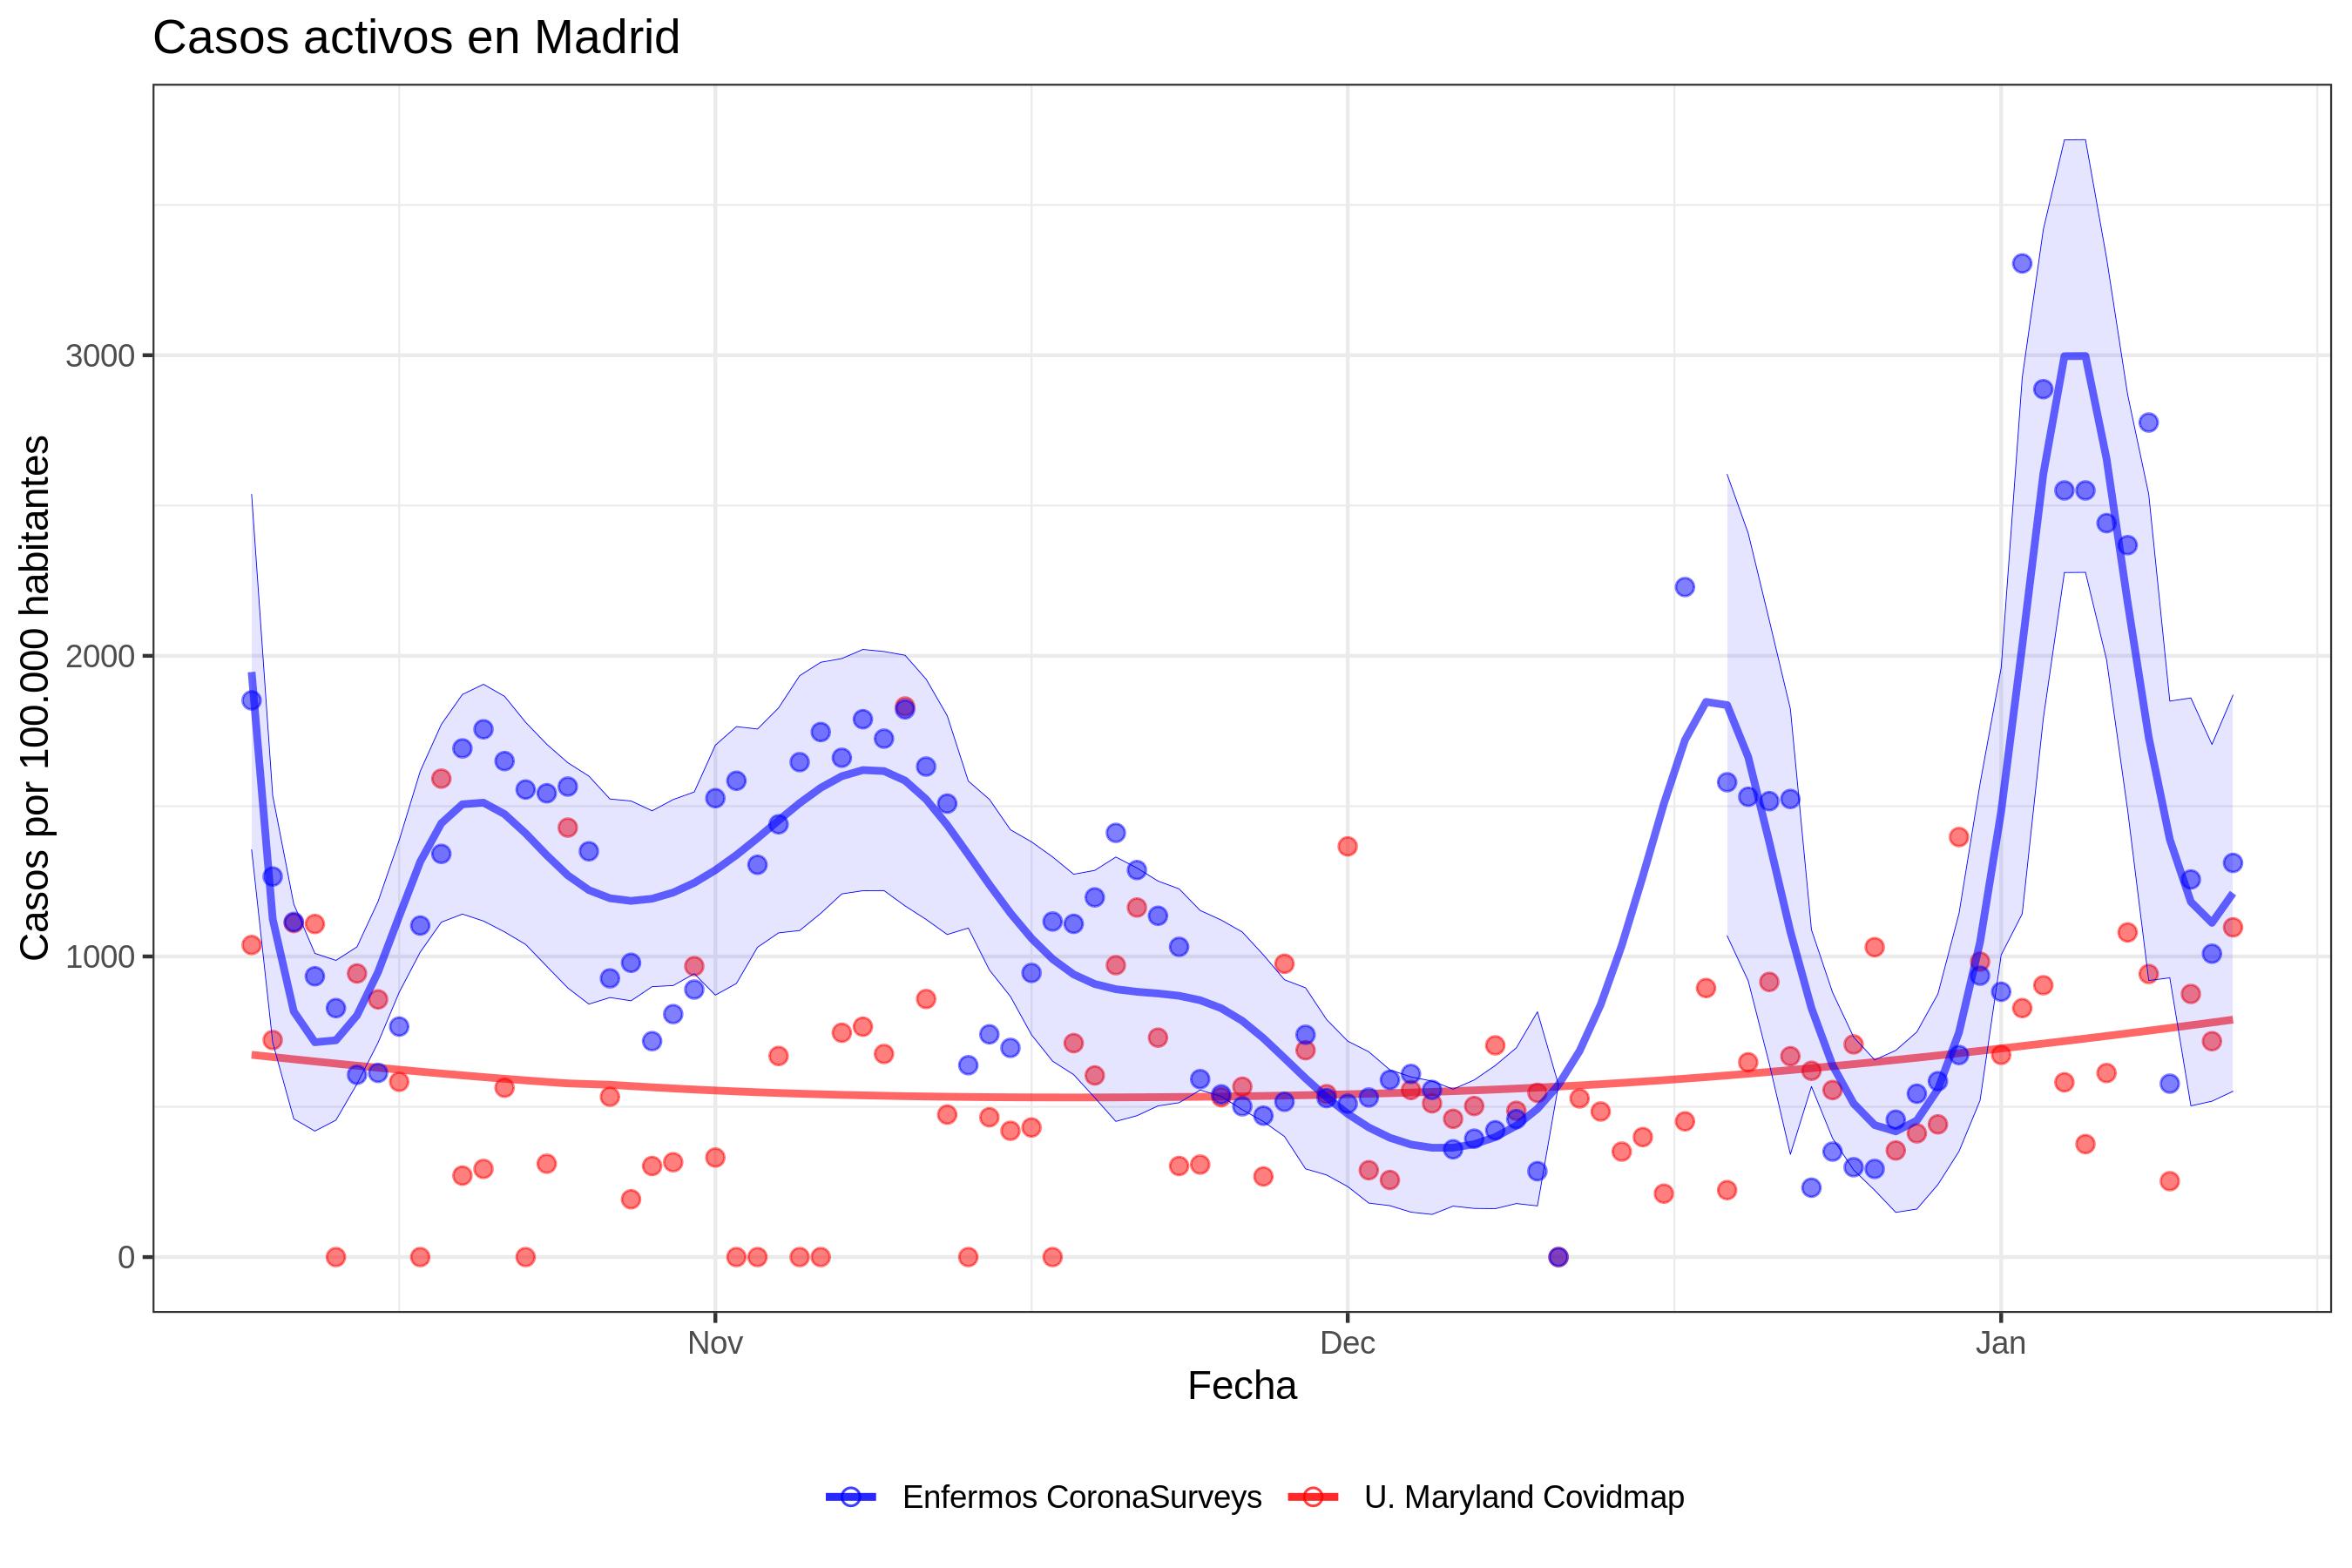 Casos activos en Madrid
Casos por 100.000 habitantes
3000
2000
1000
0
Nov Dec Jan
Fecha
Enfermos CoronaSurveys U. Maryland Covidmap